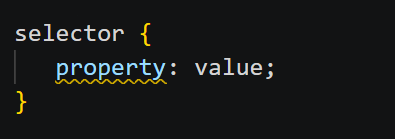 selector {
property: value;
}